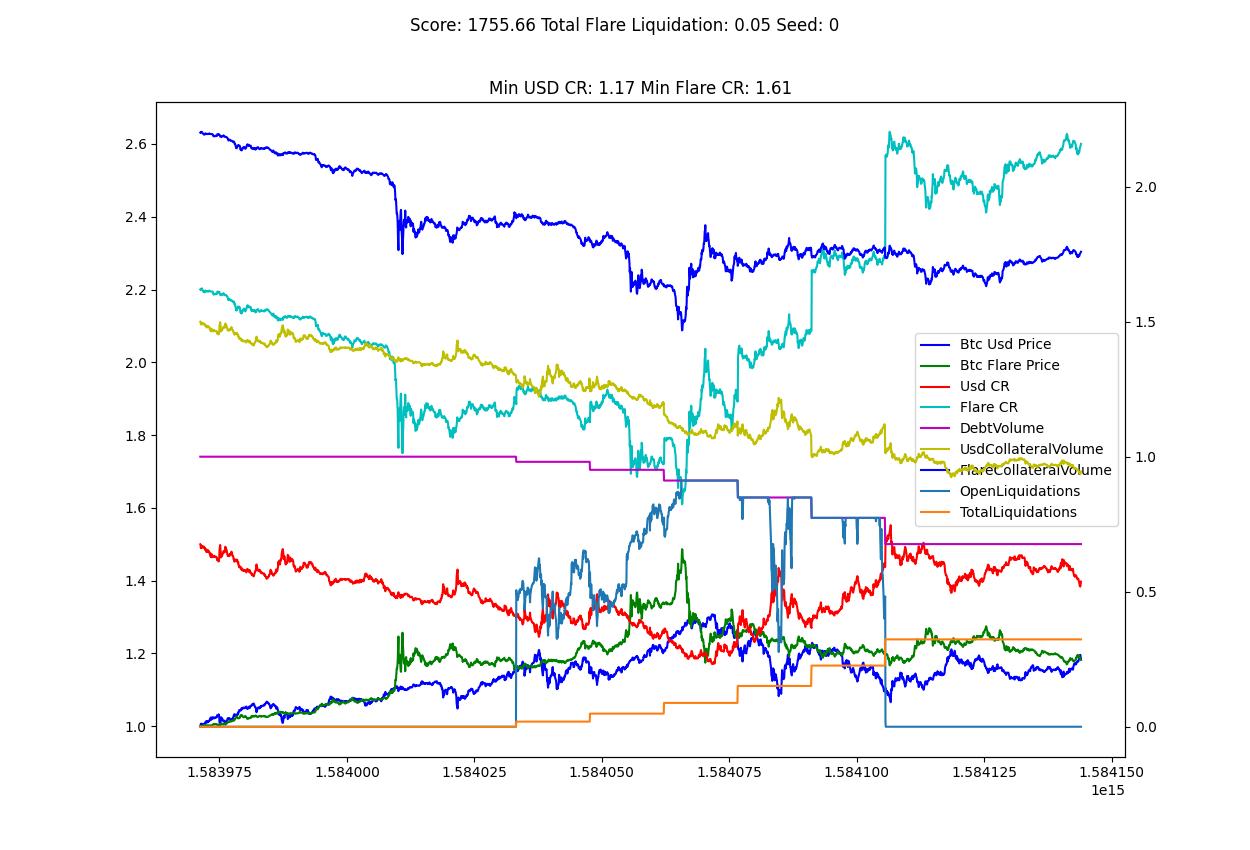 Score: 1755.66 Total Flare Liquidation: 0.05 Seed: 0
Min USD CR: 1.17 Min Flare CR: 1.61
2.6
2.4
2.2
2.0
1.8
1.6
1.4
1.2
1.0
2.0
1.5
1.0
0.5
0.0
Btc Usd Price
Btc Flare Price
Usd CR
Flare CR
DebtVolume
UsdCollateralVolume
FlareCollateralVolume
OpenLiquidations
TotalLiquidations
1.583975 1.584000 1.584025 1.584050 1.584075 1.584100 1.584125 1.584150
1e15